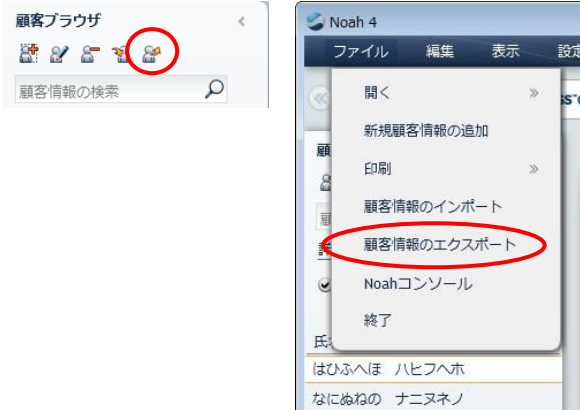 顧客ブラウザ
顧客情報の検索
Noah 4
ファイル 編集 表示 設定
開く
ss
新規顧客情報の追加
顧
印刷
顧客情報のインポート
顧
顧客情報のエクスポート
Noahコンソール
終了
氏
はひふへほ ハヒフヘホ
なにぬねの ナニヌネノ